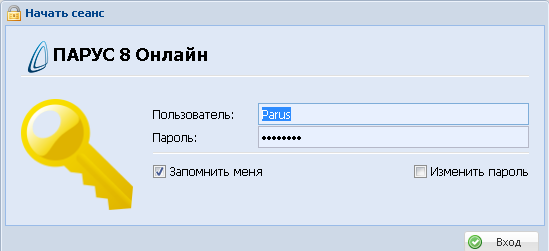 Начать сеанс
ПАРУС 8 Онлайн
Пользователь: Parus
Пароль: ••••••••
Запомнить меня Изменить пароль
Вход